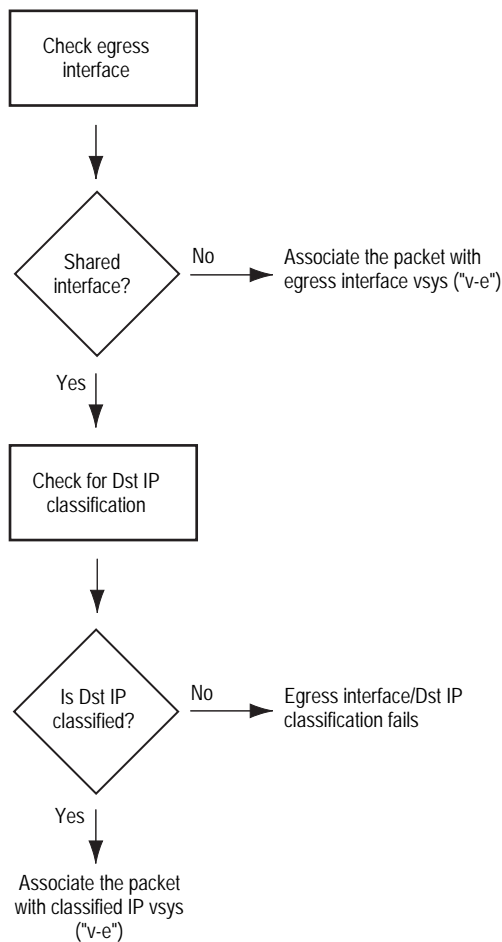 Check egress
interface
Shared
interface?
No
Associate the packet with
egress interface vsys ("v-e")
Yes
Check for Dst IP
classification
Is Dst IP
classified?
No
Egress interface/Dst IP
classification fails
Yes
Associate the packet
with classified IP vsys
("v-e")